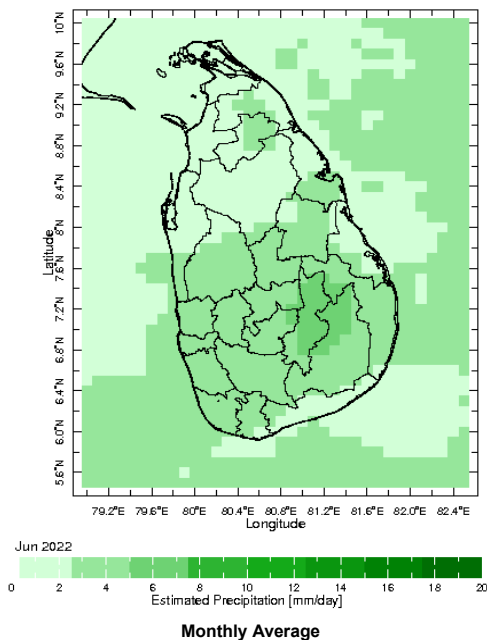 10°N
9.6°N
9.2°N
8.8°N
8.4°N
8°N
7.6°N
7.2°N
6.8°N
6.4°N
6.0°N
5.6°N
Latitude
79.2°E 79.6°E 80°E 80.4°E 80.8°E 81.2°E 81.6°E 82.0°E 82.4°E
Longitude
Jun 2022
0 2 4 6 8 10 12 14 16 18 20
Estimated Precipitation [mm/day]
Monthly Average